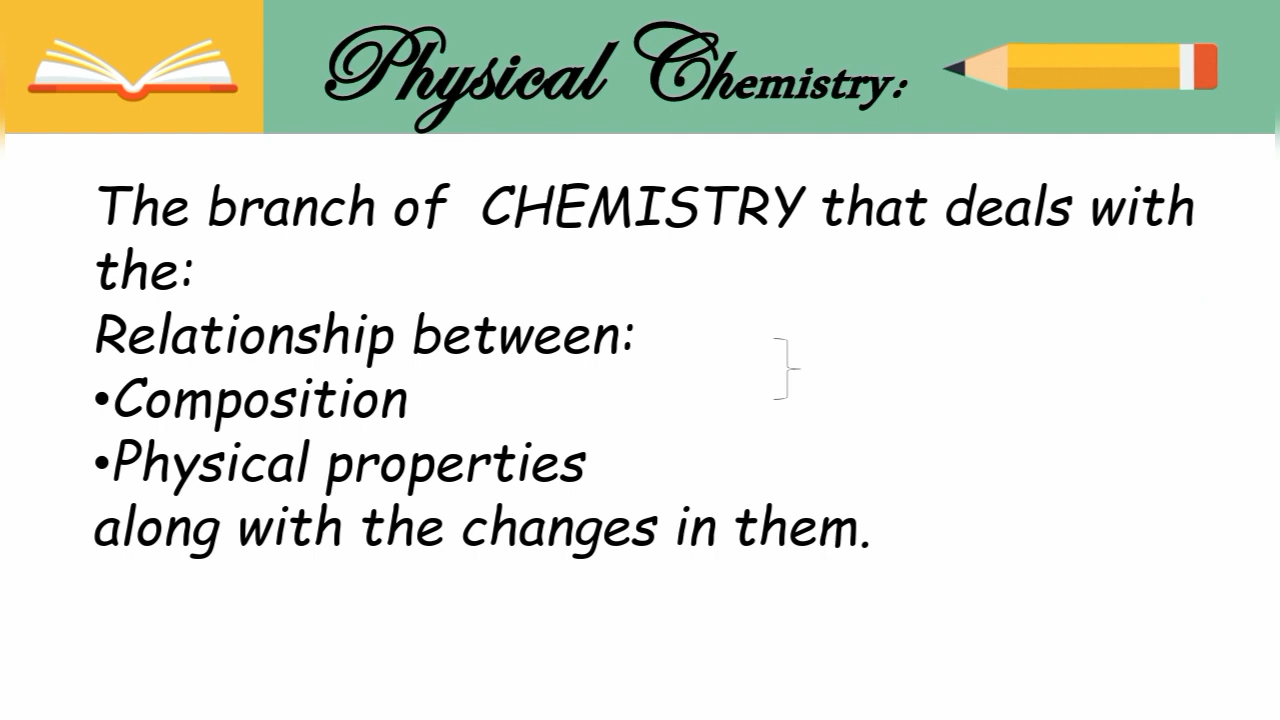 Physical Chemistry:
The branch of  CHEMISTRY that deals with
the:
Relationship between:
•Composition
•Physical properties
along with the changes in them.